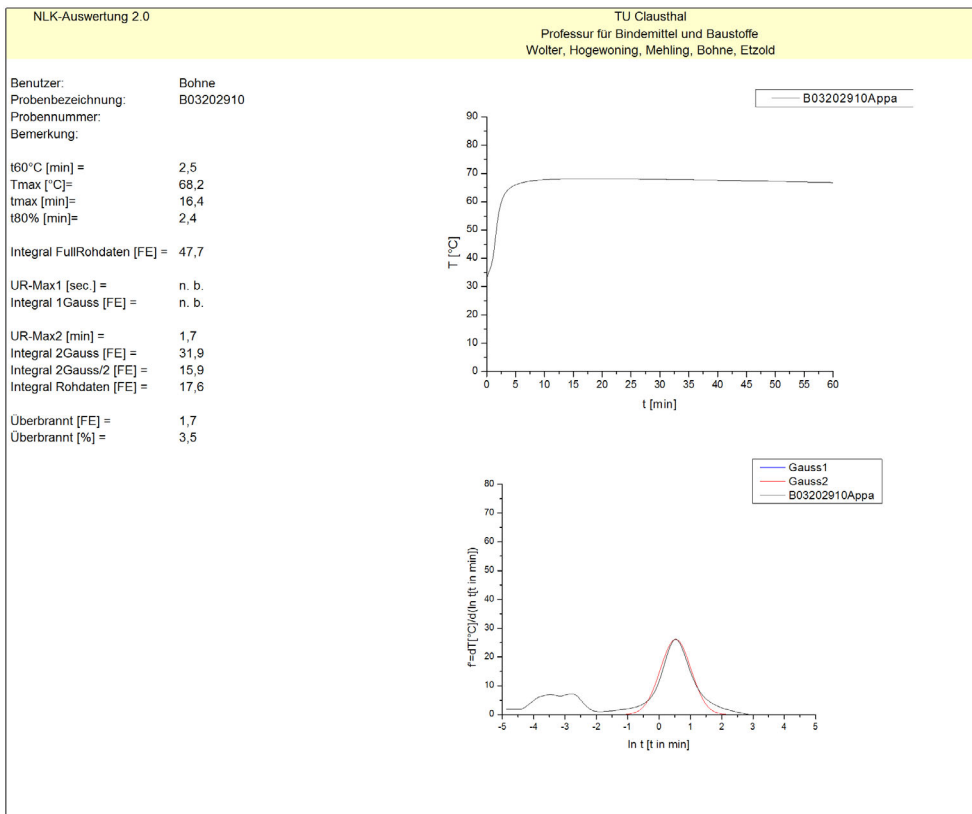 NLK-Auswertung 2.0
TU Clausthal
Professur für Bindemittel und Baustoffe
Wolter, Hogewoning, Mehling, Bohne, Etzold
Benutzer: Bohne
Probenbezeichnung: B03202910
Probennummer:
Bemerkung:
t60°C [min] = 2,5
Tmax [°C]= 68,2
tmax [min]= 16,4
t80% [min]= 2,4
Integral FullRohdaten [FE] = 47,7
UR-Max1 [sec.] = n. b.
Integral 1Gauss [FE] = n. b.
UR-Max2 [min] = 1,7
Integral 2Gauss [FE] = 31,9
Integral 2Gauss/2 [FE] = 15,9
Integral Rohdaten [FE] = 17,6
Überbrannt [FE] = 1,7
Überbrannt [%] = 3,5
B03202910Appa
90
80
70
60
50
40
30
20
10
0
T [°C]
0 5 10 15 20 25 30 35 40 45 50 55 60
t [min]
Gauss1
Gauss2
B03202910Appa
80
70
60
50
40
30
20
10
0
f'=dT[°C]/d(ln t[t in min])
-5 -4 -3 -2 -1 0 1 2 3 4 5
ln t [t in min]